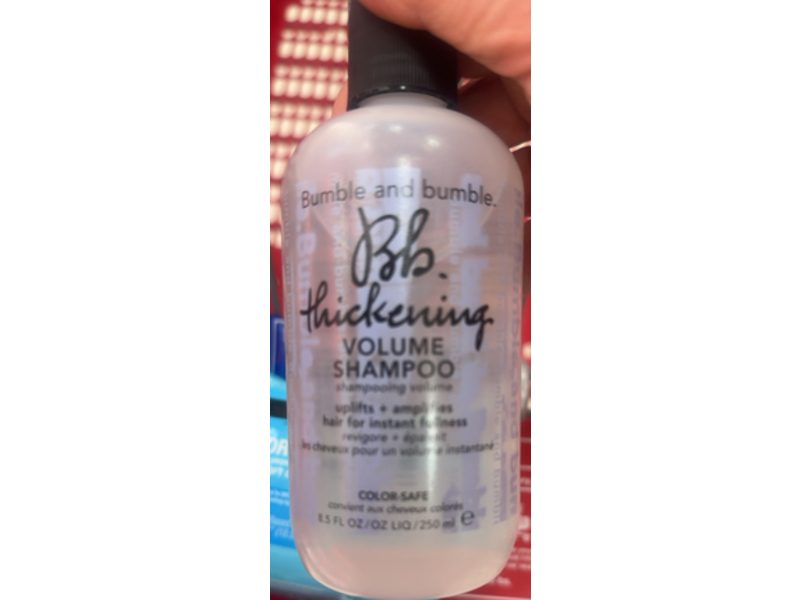 Bumble and bumble.
Bb.
thickening
VOLUME
SHAMPOO
shampooing volume
uplifts + amplifies
hair for instant fullness
revigore + épaissit
les cheveux pour un volume instantané
COLOR-SAFE
convient aux cheveux colorés
8.5 FL OZ/OZ LIQ/250 ml e